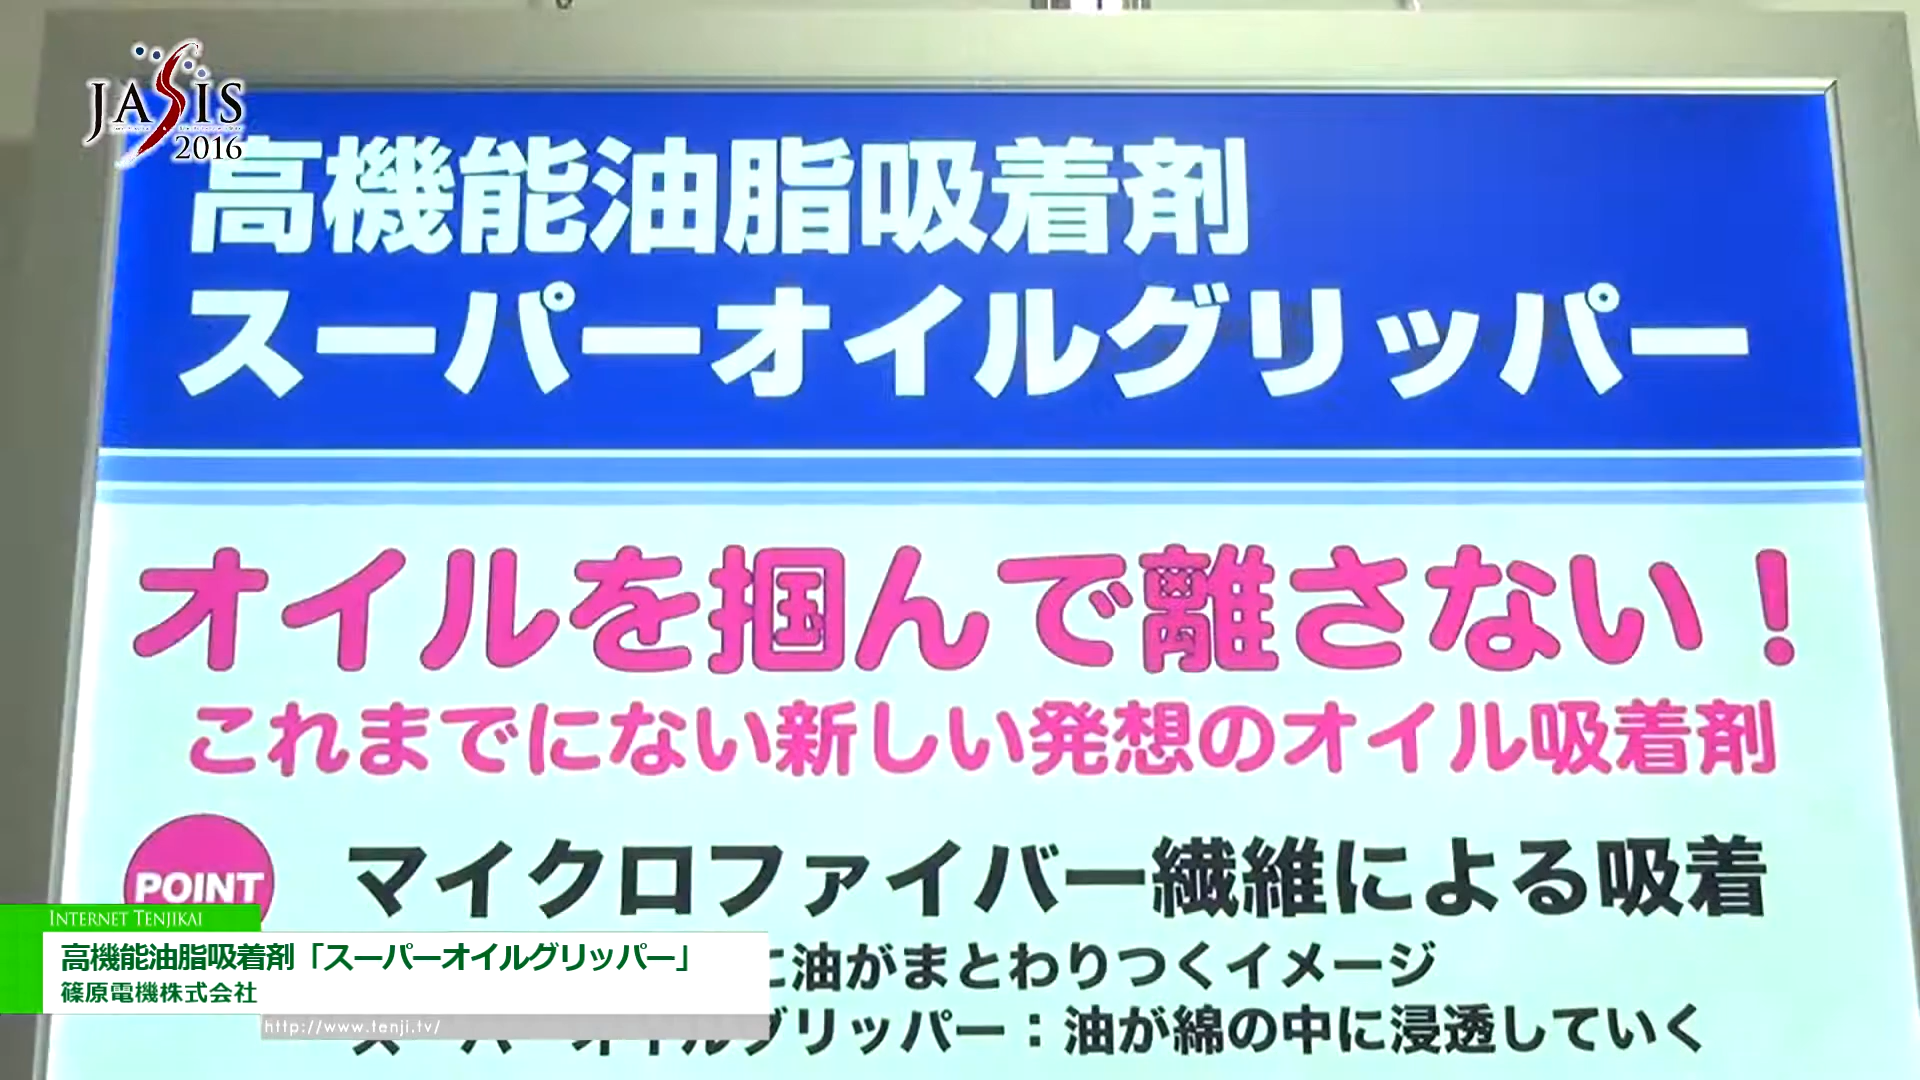 JASIS
2016
高機能油脂吸着剤
スーパーオイルグリッパー
オイルを掴んで離さない！
これまでにない新しい発想のオイル吸着剤
POINT
マイクロファイバー繊維による吸着
に油がまとわりつくイメージ
スーパーオイルグリッパー：油が綿の中に浸透していく
INTERNET TENJIKAI
高機能油脂吸着剤「スーパーオイルグリッパー」
篠原電機株式会社
http://www.tenji.tv/